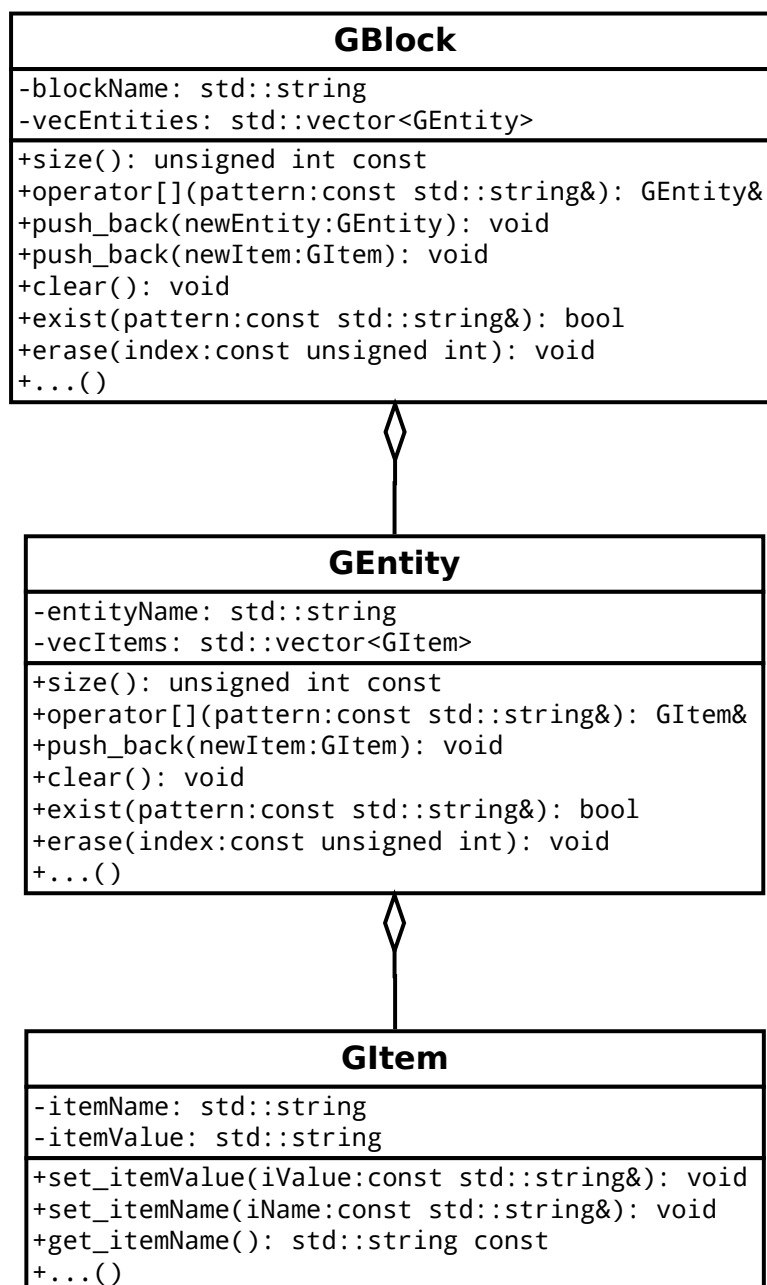 GBlock
-blockName: std::string
-vecEntities: std::vector<GEntity>
+size(): unsigned int const
+operator[](pattern:const std::string&): GEntity&
+push_back(newEntity:GEntity): void
+push_back(newItem:GItem): void
+clear(): void
+exist(pattern:const std::string&): bool
+erase(index:const unsigned int): void
+...()
GEntity
-entityName: std::string
-vecItems: std::vector<GItem>
+size(): unsigned int const
+operator[](pattern:const std::string&): GItem&
+push_back(newItem:GItem): void
+clear(): void
+exist(pattern:const std::string&): bool
+erase(index:const unsigned int): void
+...()
GItem
-itemName: std::string
-itemValue: std::string
+set_itemValue(iValue:const std::string&): void
+set_itemName(iName:const std::string&): void
+get_itemName(): std::string const
+...()